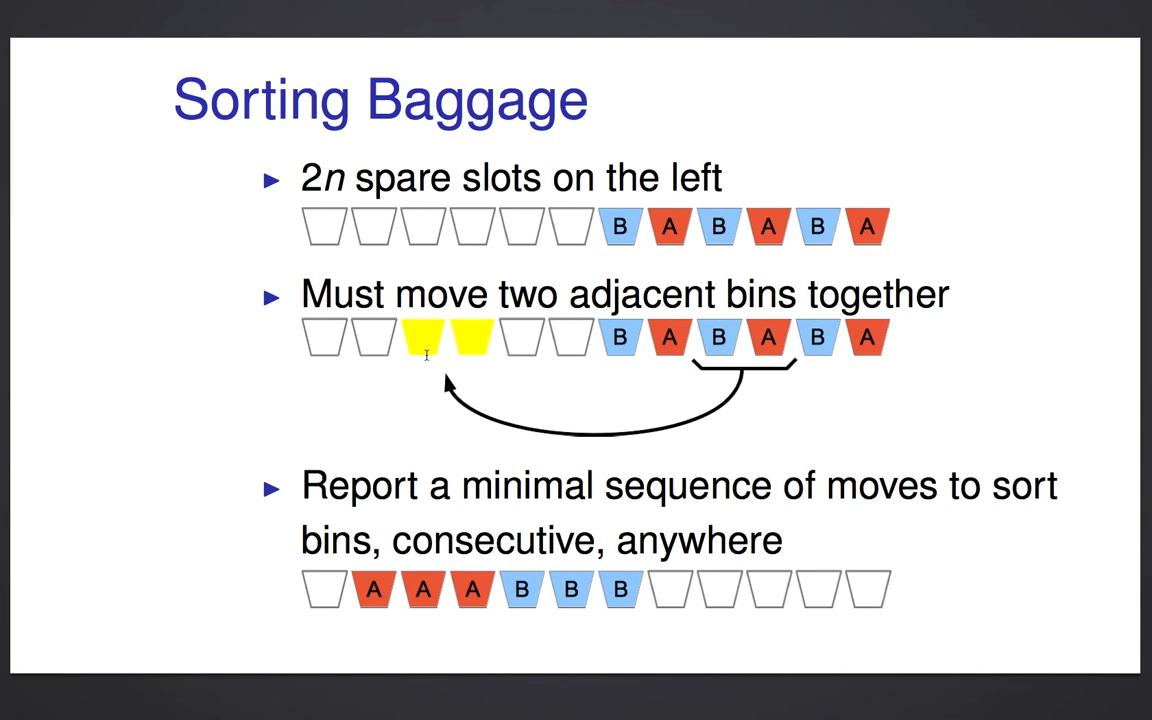 Sorting Baggage
► 2n spare slots on the left
B A B A B A
► Must move two adjacent bins together
B A B A B A
► Report a minimal sequence of moves to sort
bins, consecutive, anywhere
A A A B B B